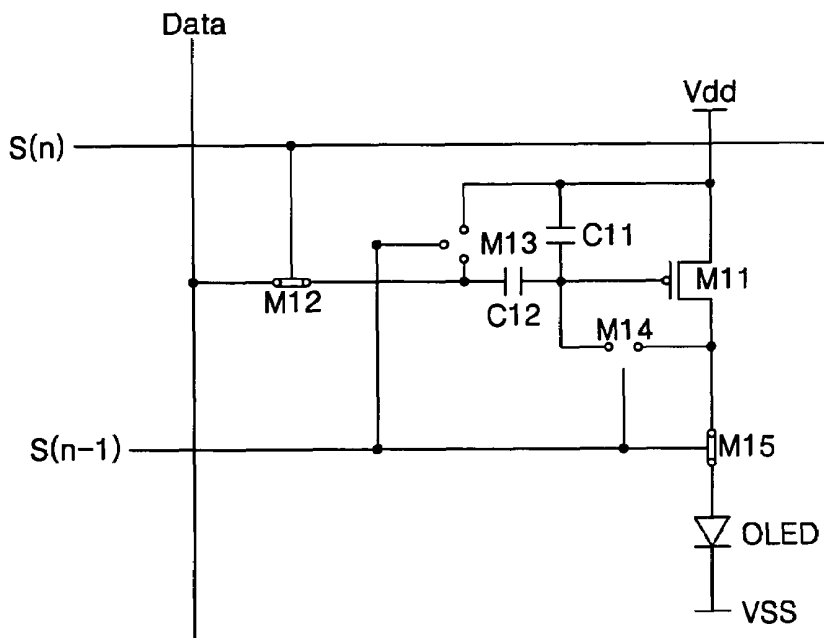 Data
Vdd
S(n)
M13
C11
M11
M12
C12
M14
S(n-1)
M15
OLED
VSS